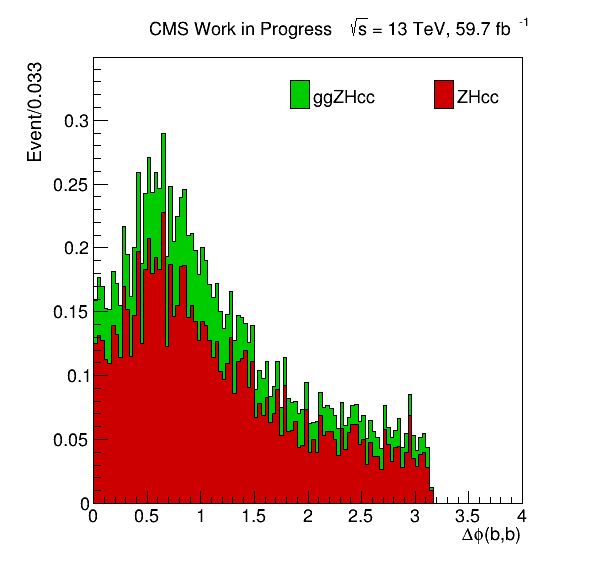 CMS Work in Progress √s = 13 TeV, 59.7 fb⁻¹
Event/0.033
ggZHcc ZHcc
0.3
0.25
0.2
0.15
0.1
0.05
0
0 0.5 1 1.5 2 2.5 3 3.5 4
Δϕ(b,b)